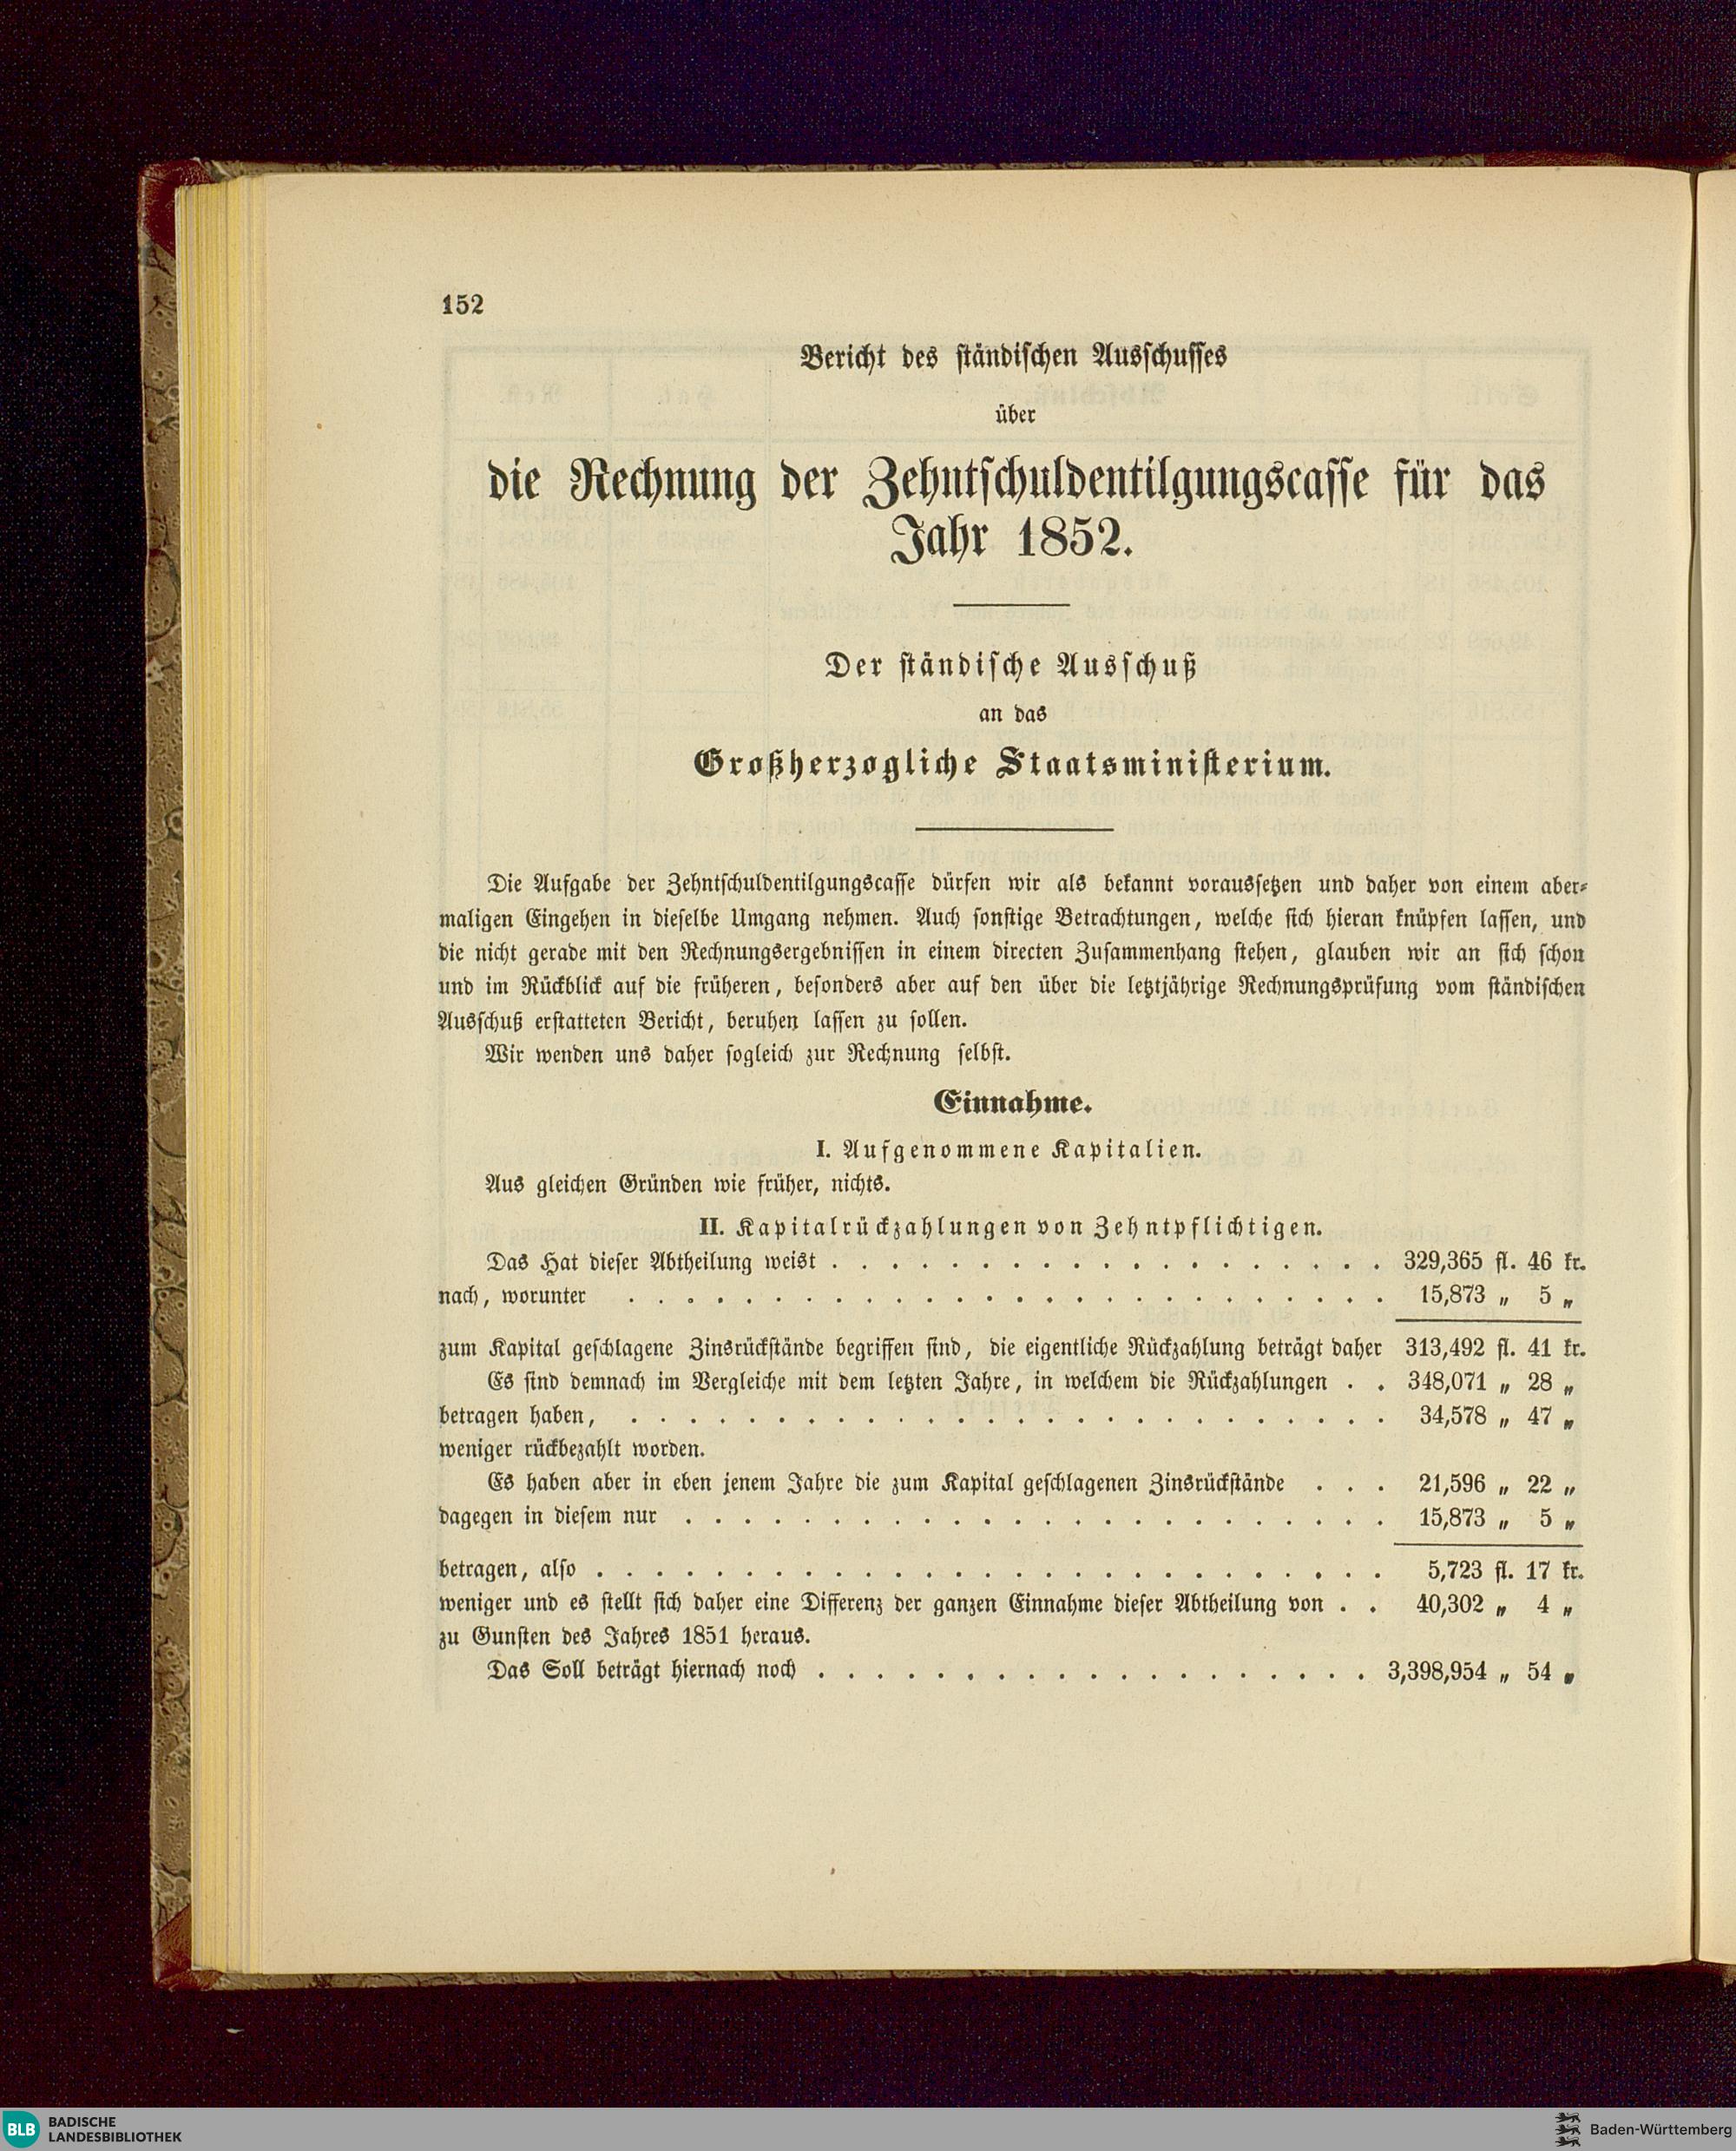 152
Bericht des ständischen Ausschusses
über
die Rechnung der Zehntschuldentilgungscasse für das
Jahr 1852.
Der ständische Ausschuß
an das
Großherzogliche Staatsministerium.
Die Aufgabe der Zehntschuldentilgungscasse dürfen wir als bekannt voraussetzen und daher von einem aber-
maligen Eingehen in dieselbe Umgang nehmen. Auch sonstige Betrachtungen, welche sich hieran knüpfen lassen, und
die nicht gerade mit den Rechnungsergebnissen in einem directen Zusammenhang stehen, glauben wir an sich schon
und im Rückblick auf die früheren, besonders aber auf den über die letztjährige Rechnungsprüfung vom ständischen
Ausschuß erstatteten Bericht, beruhen lassen zu sollen.
Wir wenden uns daher sogleich zur Rechnung selbst.
Einnahme.
I. Aufgenommene Kapitalien.
Aus gleichen Gründen wie früher, nichts.
II. Kapitalrückzahlungen von Zehntpflichtigen.
Das Hat dieser Abtheilung weist . . . . . . . . . . . . . . . . . . . 329,365 fl. 46 kr.
nach, worunter . . . . . . . . . . . . . . . . . . . . . . . . . . 15,873 „ 5 „
zum Kapital geschlagene Zinsrückstände begriffen sind, die eigentliche Rückzahlung beträgt daher 313,492 fl. 41 kr.
Es sind demnach im Vergleiche mit dem letzten Jahre, in welchem die Rückzahlungen . . 348,071 „ 28 „
betragen haben, . . . . . . . . . . . . . . . . . . . . . . . . . . 34,578 „ 47 „
weniger rückbezahlt worden.
Es haben aber in eben jenem Jahre die zum Kapital geschlagenen Zinsrückstände . . . 21,596 „ 22 „
dagegen in diesem nur . . . . . . . . . . . . . . . . . . . . . . . . 15,873 „ 5 „
betragen, also . . . . . . . . . . . . . . . . . . . . . . . . . . . 5,723 fl. 17 kr.
weniger und es stellt sich daher eine Differenz der ganzen Einnahme dieser Abtheilung von . . 40,302 „ 4 „
zu Gunsten des Jahres 1851 heraus.
Das Soll beträgt hiernach noch . . . . . . . . . . . . . . . . . . . 3,398,954 „ 54 „
BLB BADISCHE
LANDESBIBLIOTHEK
Baden-Württemberg